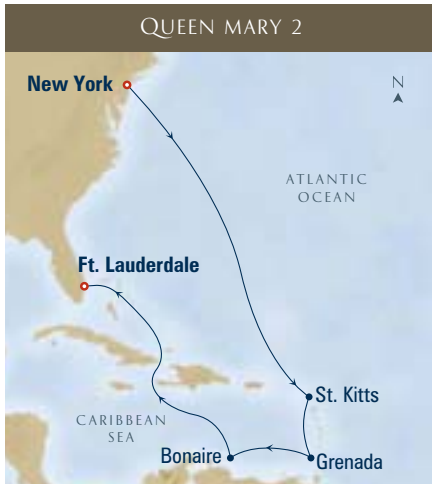 QUEEN MARY 2
New York
N
ATLANTIC
OCEAN
Ft. Lauderdale
St. Kitts
CARIBBEAN
SEA
Bonaire
Grenada